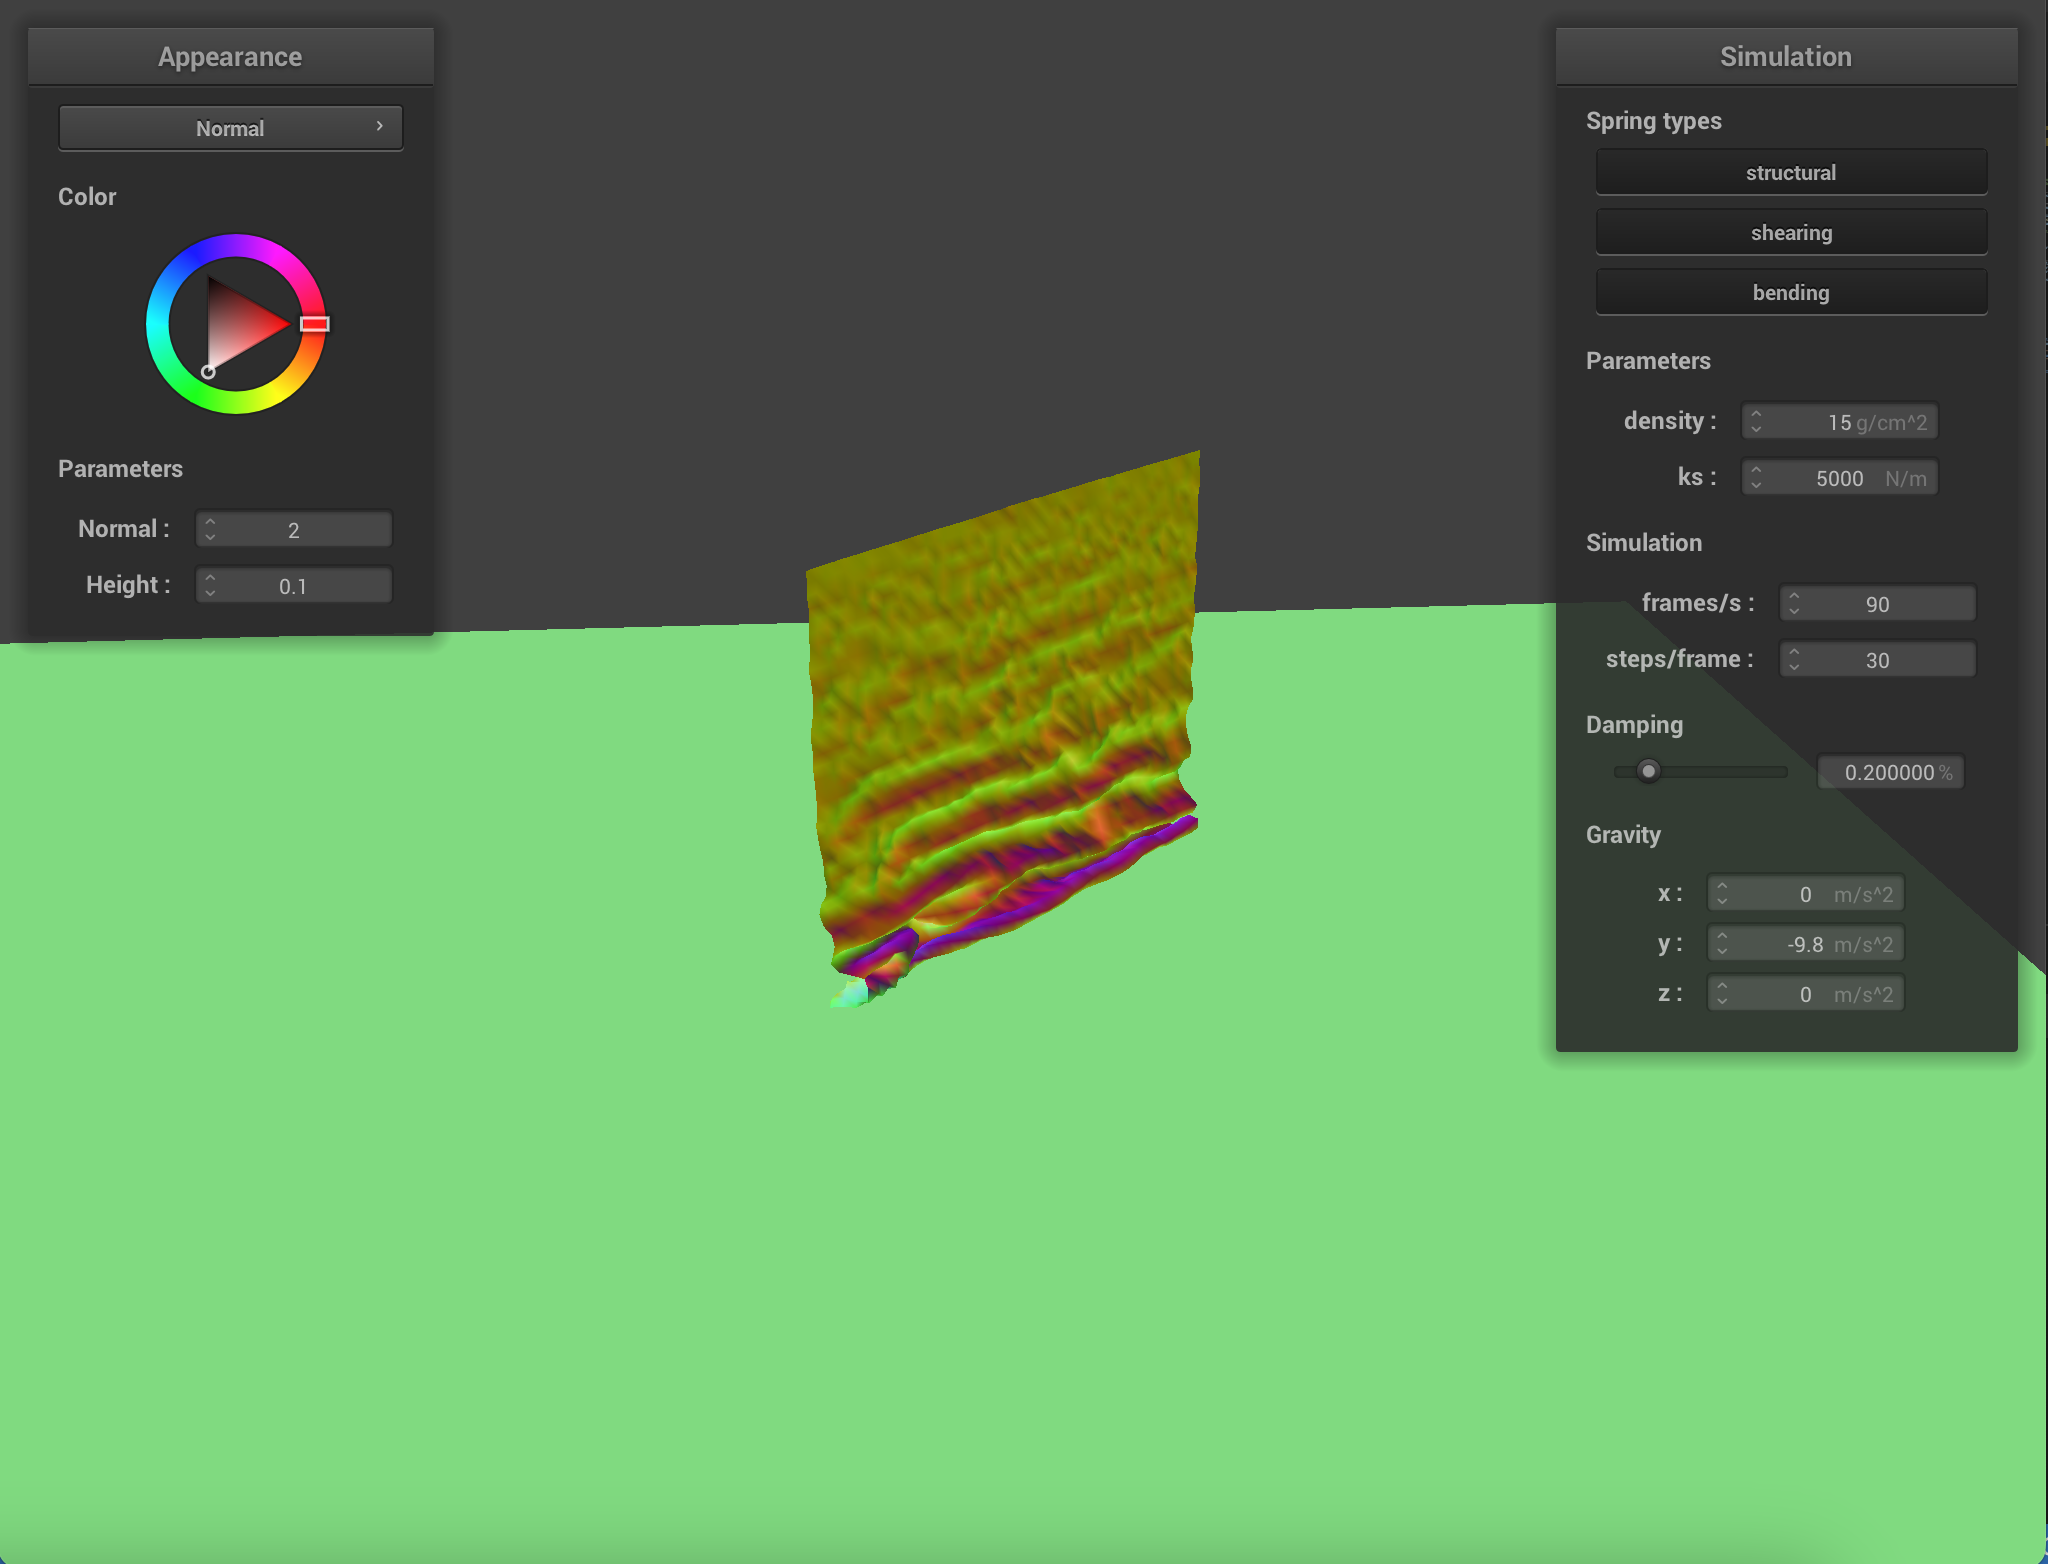 Appearance
Normal
Color
Parameters
Normal :
2
Height :
0.1
Simulation
Spring types
structural
shearing
bending
Parameters
density :
15 g/cm^2
ks :
5000 N/m
Simulation
frames/s :
90
steps/frame :
30
Damping
0.200000 %
Gravity
x :
0 m/s^2
y :
-9.8 m/s^2
z :
0 m/s^2